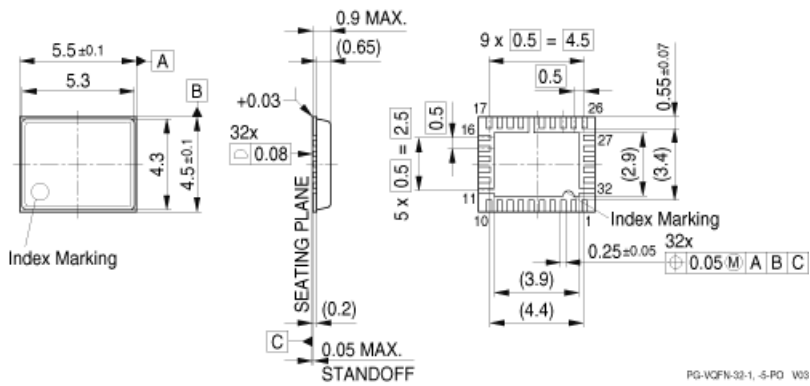 5.5 ±0.1
A
5.3
B
4.3
4.5 ±0.1
Index Marking
0.9 MAX.
(0.65)
+0.03
32x
0.08
SEATING PLANE
(0.2)
C
0.05 MAX.
STANDOFF
9 x 0.5 = 4.5
0.5
0.55 ±0.07
17
26
16
27
0.5
5 x 0.5 = 2.5
(2.9)
(3.4)
11
32
10
1
Index Marking
0.25 ±0.05
32x
0.05 Ⓜ A B C
(3.9)
(4.4)
PG-VQFN-32-1, -5-PO V03